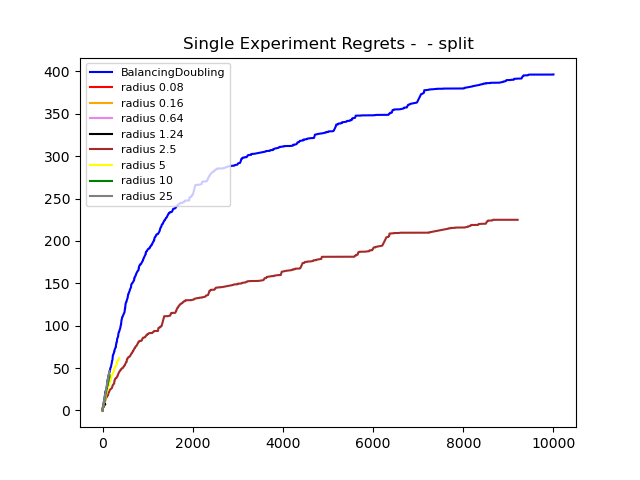 Single Experiment Regrets -  - split
BalancingDoubling
radius 0.08
radius 0.16
radius 0.64
radius 1.24
radius 2.5
radius 5
radius 10
radius 25
400
350
300
250
200
150
100
50
0
0 2000 4000 6000 8000 10000